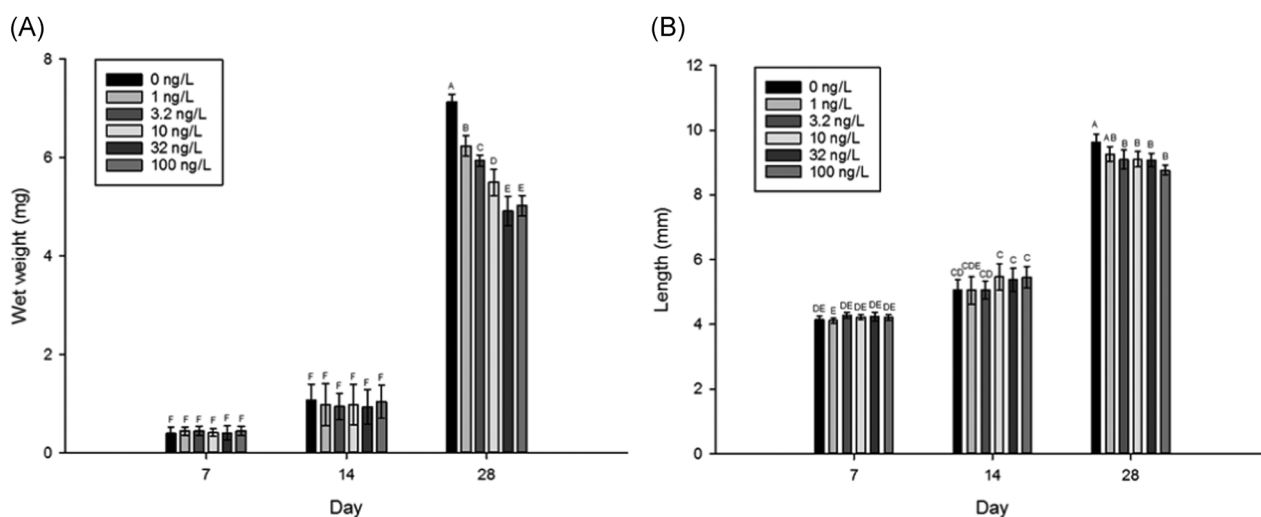 (A)
8
6
4
2
0
Wet weight (mg)
0 ng/L
1 ng/L
3.2 ng/L
10 ng/L
32 ng/L
100 ng/L
F F F F F F
F F F F F F
A B C D E E
7 14 28
Day
(B)
12
10
8
6
4
2
0
Length (mm)
0 ng/L
1 ng/L
3.2 ng/L
10 ng/L
32 ng/L
100 ng/L
DE E DE DE DE DE
CD CDE CD C C C
A AB B B B B
7 14 28
Day